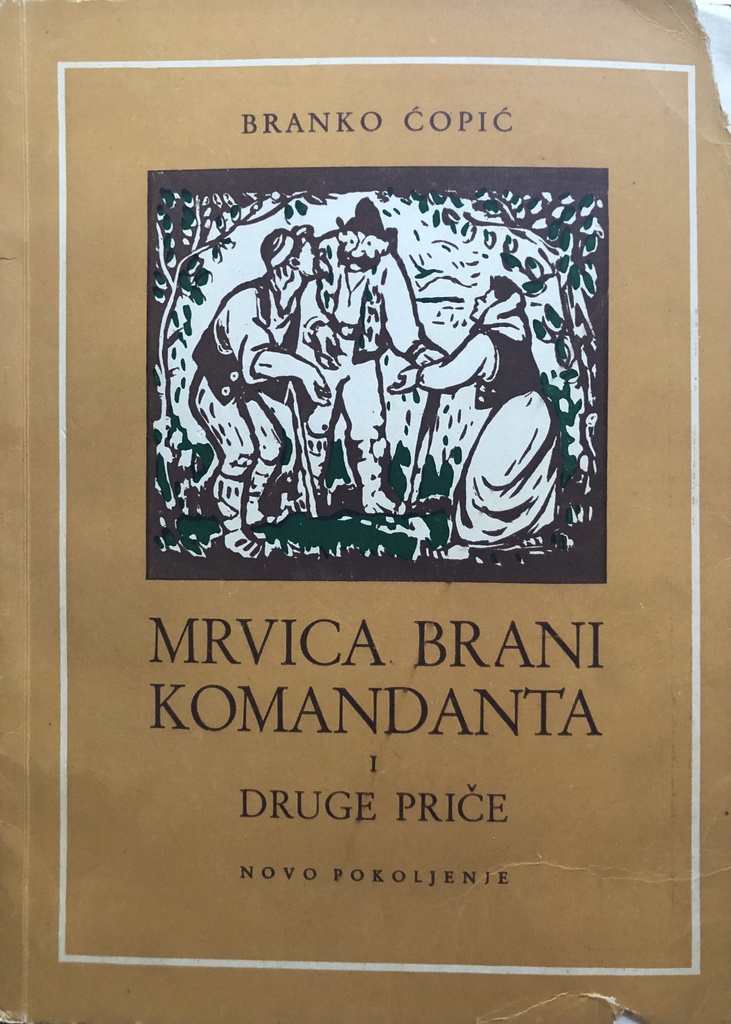 BRANKO ĆOPIĆ
MRVICA BRANI
KOMANDANTA
I
DRUGE PRIČE
NOVO POKOLJENJE